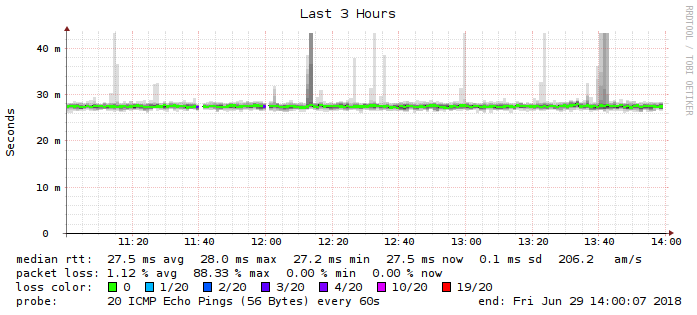 Last 3 Hours
RRDTOOL / TOBI OETIKER
Seconds
40 m
30 m
20 m
10 m
0
11:20 11:40 12:00 12:20 12:40 13:00 13:20 13:40 14:00
median rtt: 27.5 ms avg 28.0 ms max 27.2 ms min 27.5 ms now 0.1 ms sd 206.2 am/s
packet loss: 1.12 % avg 88.33 % max 0.00 % min 0.00 % now
loss color: 0 1/20 2/20 3/20 4/20 10/20 19/20
probe: 20 ICMP Echo Pings (56 Bytes) every 60s end: Fri Jun 29 14:00:07 2018